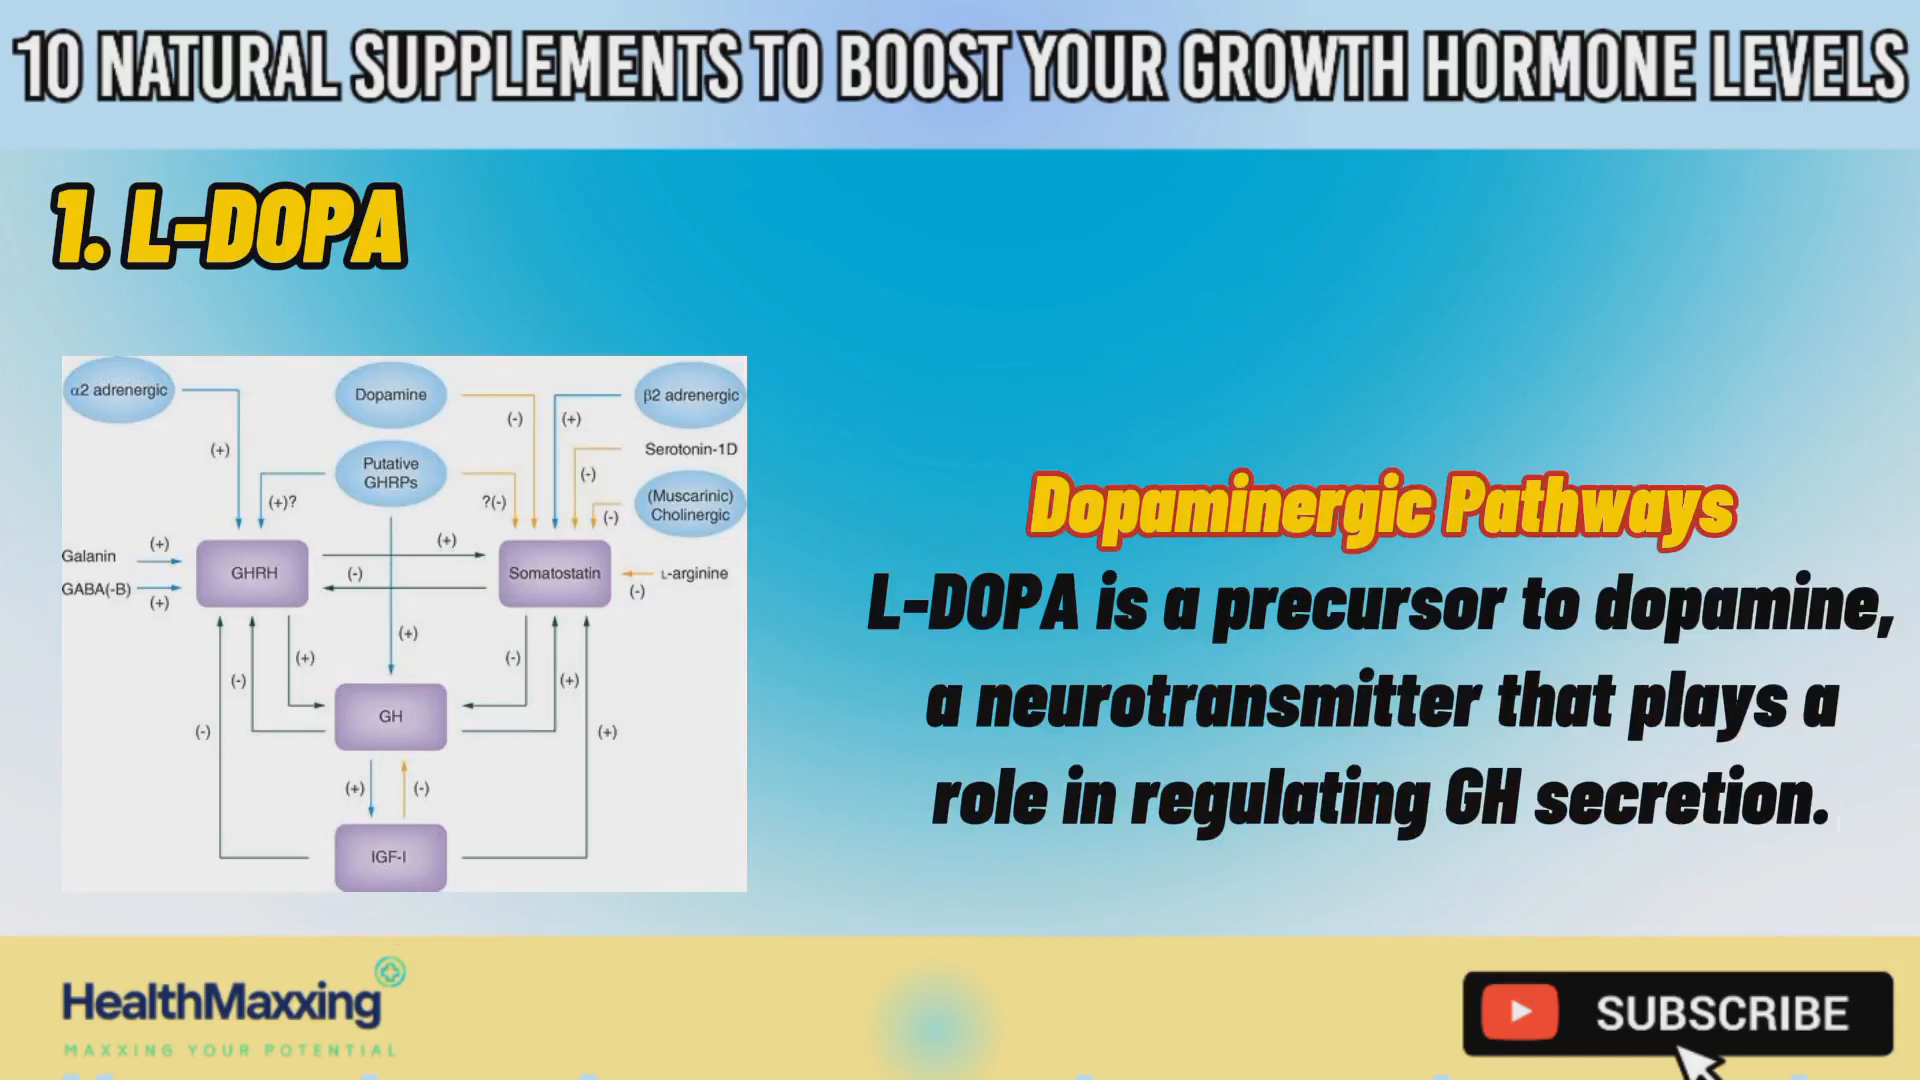 10 NATURAL SUPPLEMENTS TO BOOST YOUR GROWTH HORMONE LEVELS
1. L-DOPA
α2 adrenergic
Dopamine
β2 adrenergic
(-)
(+)
Serotonin-1D
(+)
Putative
GHRPs
(-)
(+)?
?(-)
(Muscarinic)
Cholinergic
(-)
Galanin
(+)
GHRH
(+)
Somatostatin
L-arginine
(-)
(-)
GABA(-B)
(+)
(+)
(+)
(-)
(-)
(+)
GH
(-)
(+)
(+)
(-)
IGF-I
Dopaminergic Pathways
L-DOPA is a precursor to dopamine,
a neurotransmitter that plays a
role in regulating GH secretion.
HealthMaxxing
MAXXING YOUR POTENTIAL
SUBSCRIBE